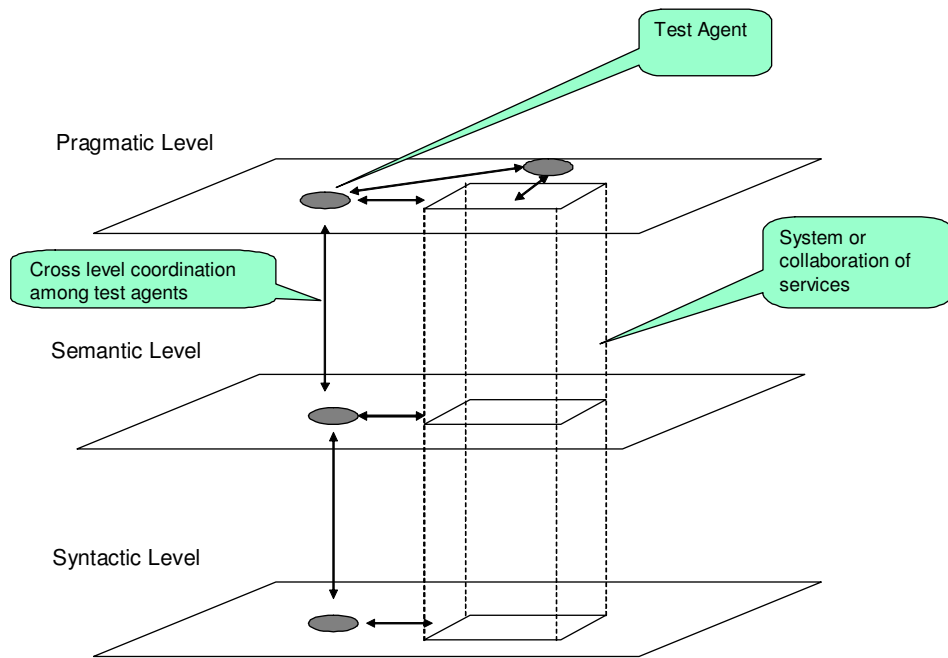 Test Agent
Pragmatic Level
Cross level coordination
among test agents
System or
collaboration of
services
Semantic Level
Syntactic Level